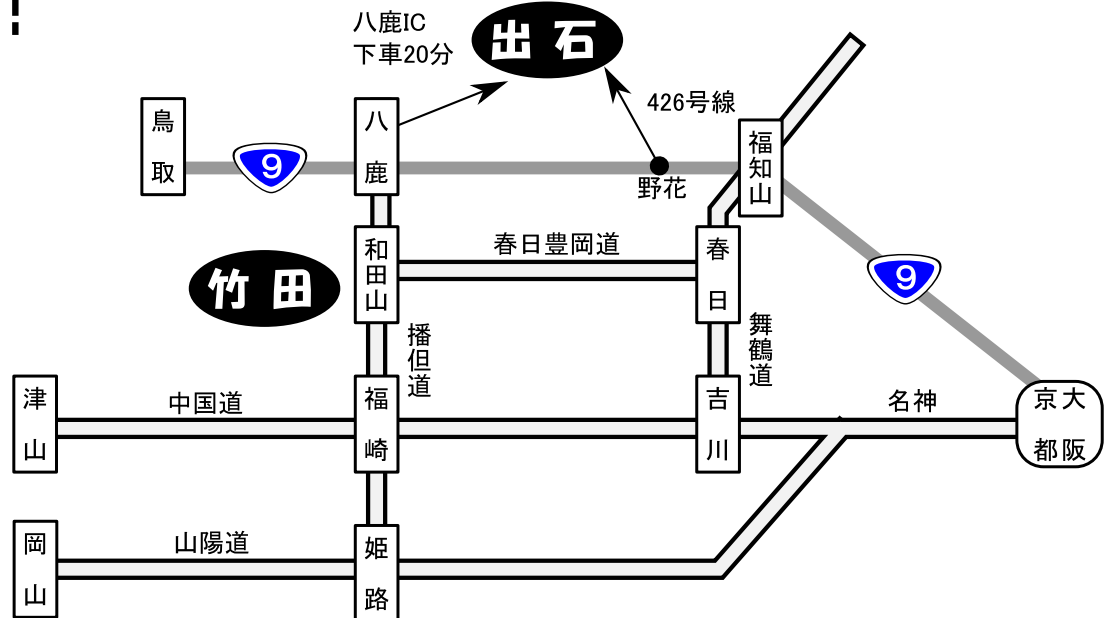 八鹿IC
下車20分
出石
426号線
鳥取
9
八鹿
野花
福知山
和田山
春日豊岡道
春日
竹田
9
播但道
舞鶴道
津山
中国道
福崎
吉川
名神
大阪
京都
岡山
山陽道
姫路